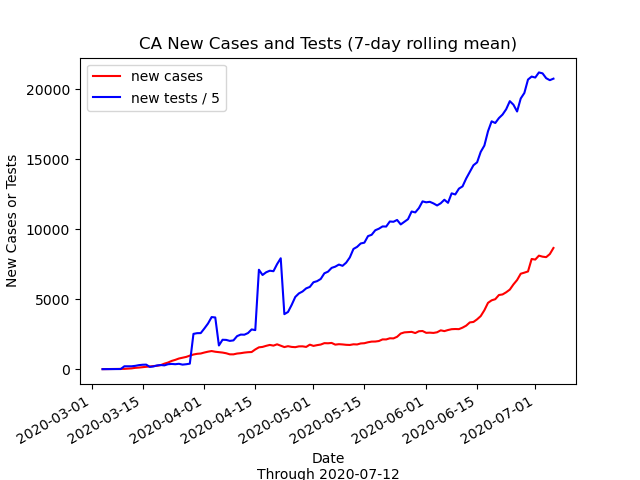 CA New Cases and Tests (7-day rolling mean)
new cases
new tests / 5
New Cases or Tests
20000
15000
10000
5000
0
2020-03-01
2020-03-15
2020-04-01
2020-04-15
2020-05-01
2020-05-15
2020-06-01
2020-06-15
2020-07-01
Date
Through 2020-07-12